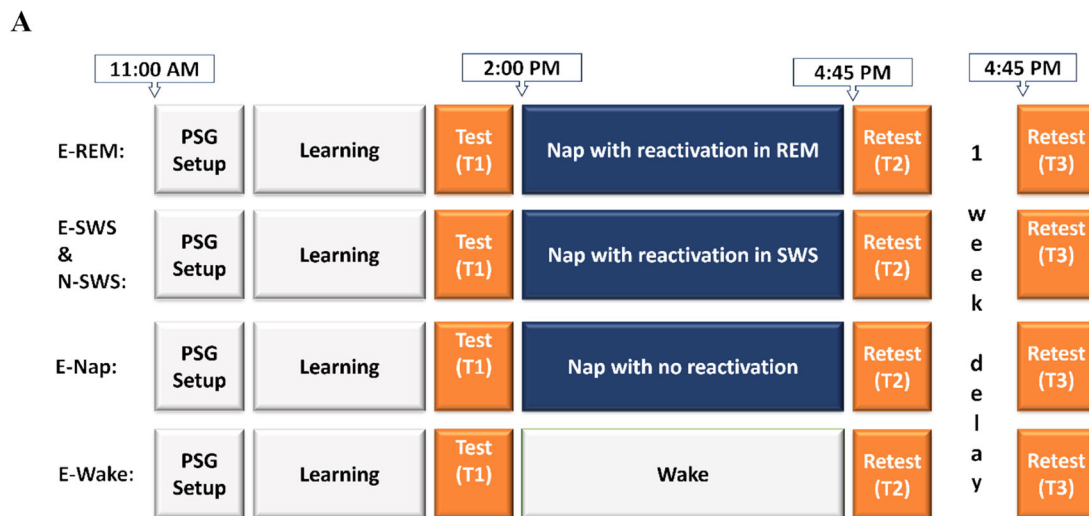 A
11:00 AM
2:00 PM
4:45 PM
4:45 PM
E-REM:
PSG
Setup
Learning
Test
(T1)
Nap with reactivation in REM
Retest
(T2)
Retest
(T3)
E-SWS
&
N-SWS:
PSG
Setup
Learning
Test
(T1)
Nap with reactivation in SWS
Retest
(T2)
Retest
(T3)
E-Nap:
PSG
Setup
Learning
Test
(T1)
Nap with no reactivation
Retest
(T2)
Retest
(T3)
E-Wake:
PSG
Setup
Learning
Test
(T1)
Wake
Retest
(T2)
Retest
(T3)
1
week
delay